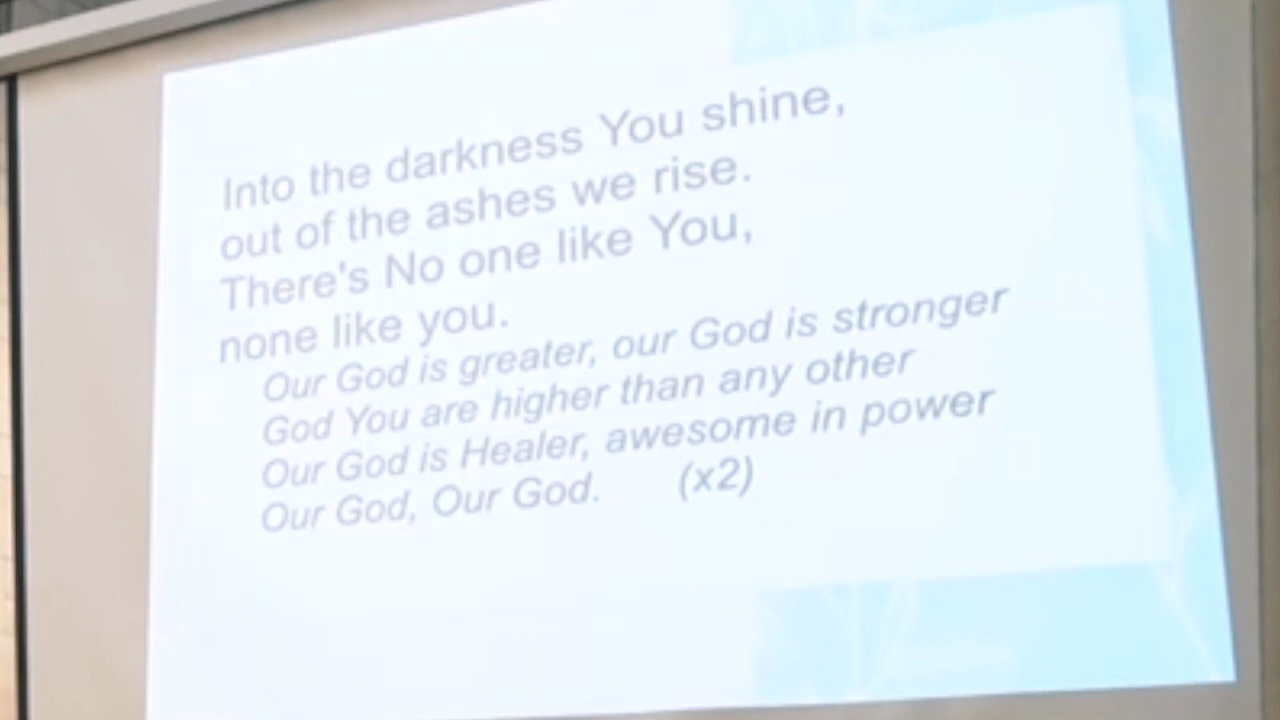 Into the darkness You shine,
out of the ashes we rise.
There's No one like You,
none like you.
Our God is greater, our God is stronger
God You are higher than any other
Our God is Healer, awesome in power
Our God, Our God. (x2)